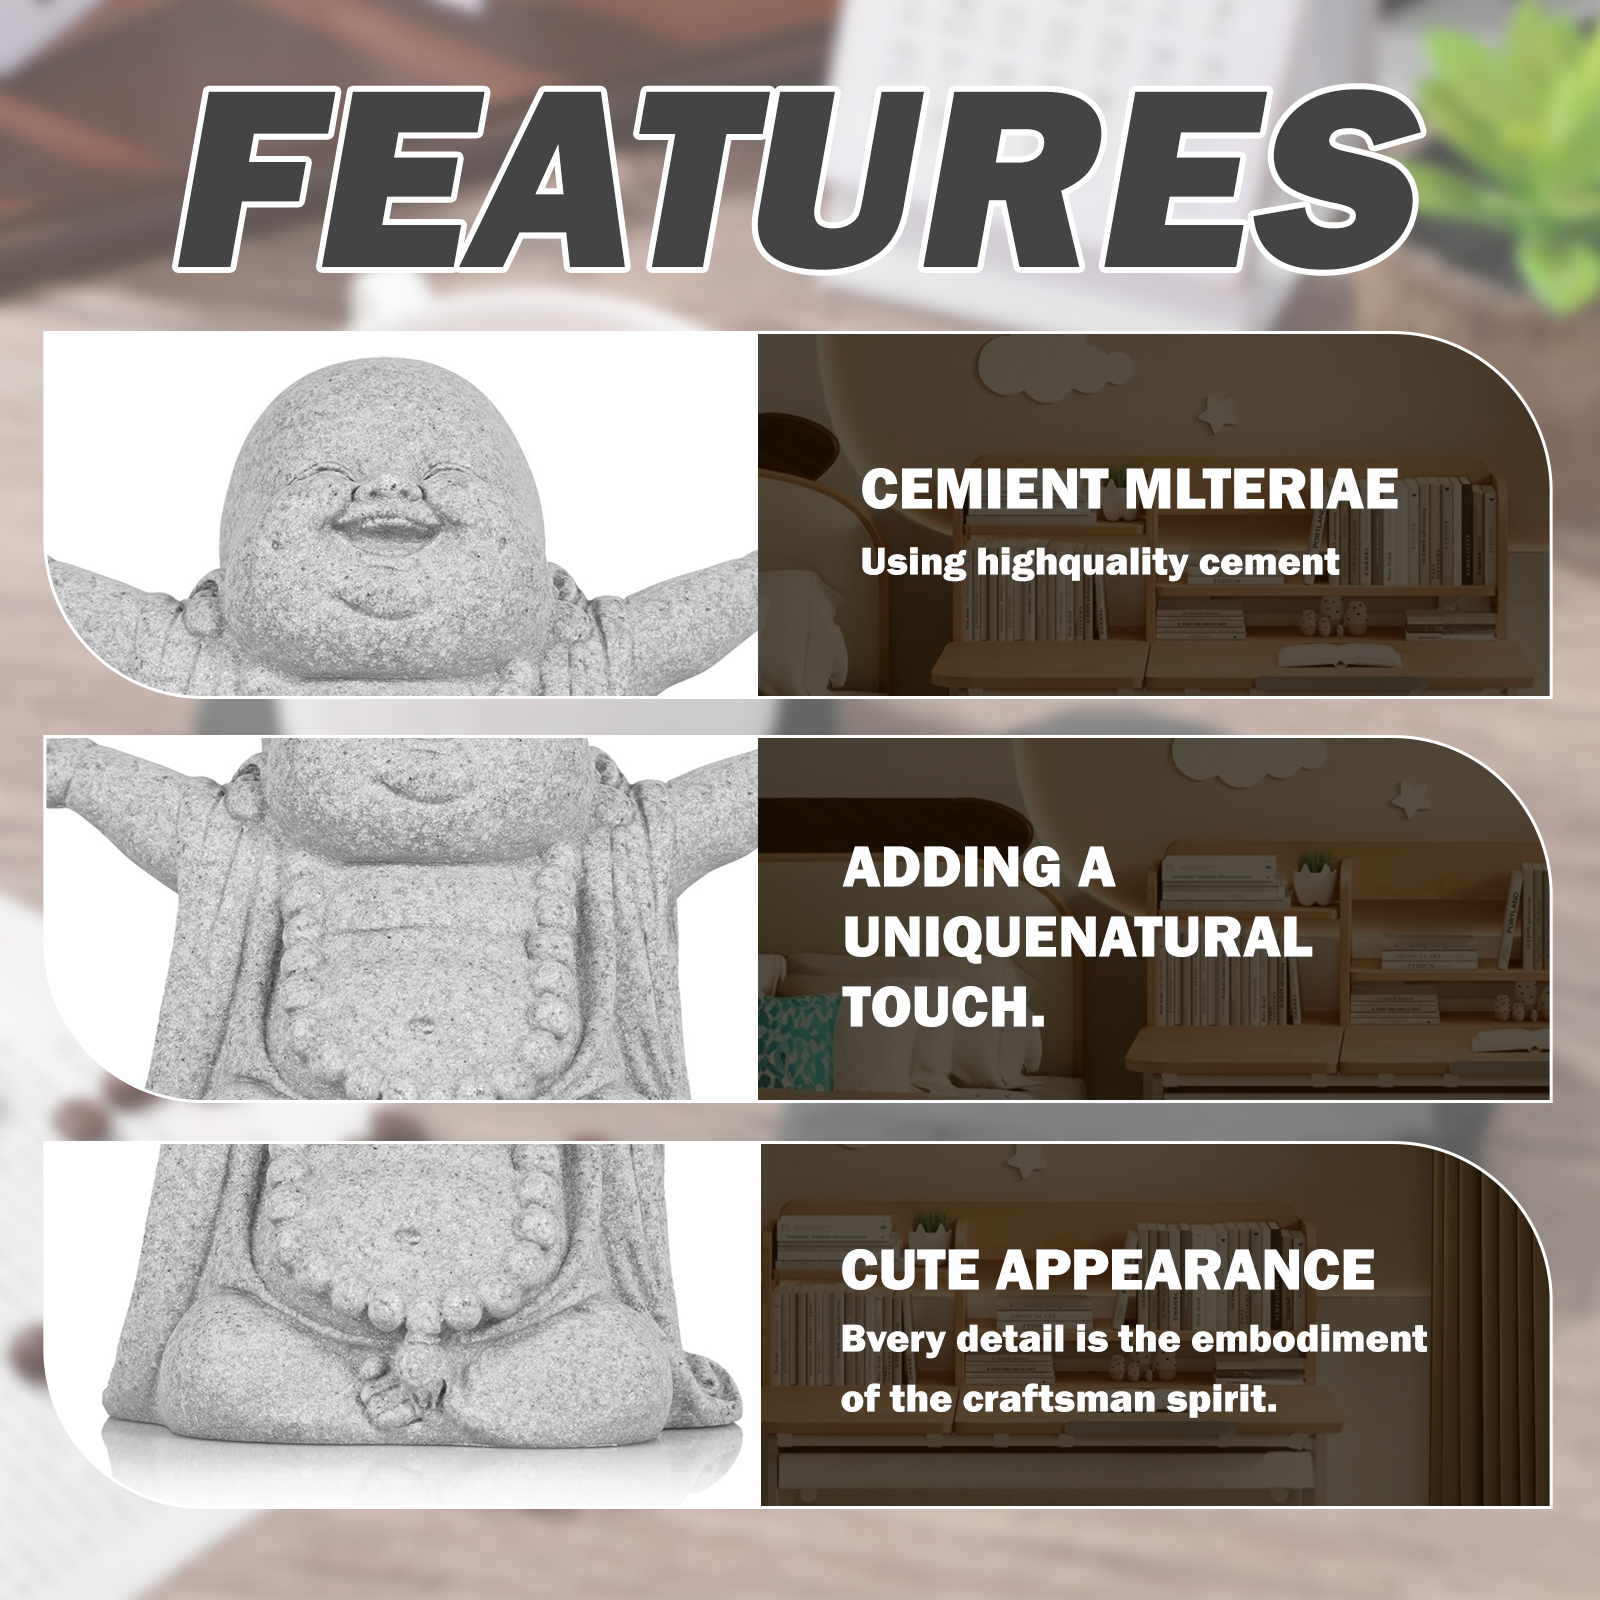 FEATURES
CEMIENT MLTERIAE
Using highquality cement
ADDING A
UNIQUENATURAL
TOUCH.
CUTE APPEARANCE
Bvery detail is the embodiment
of the craftsman spirit.